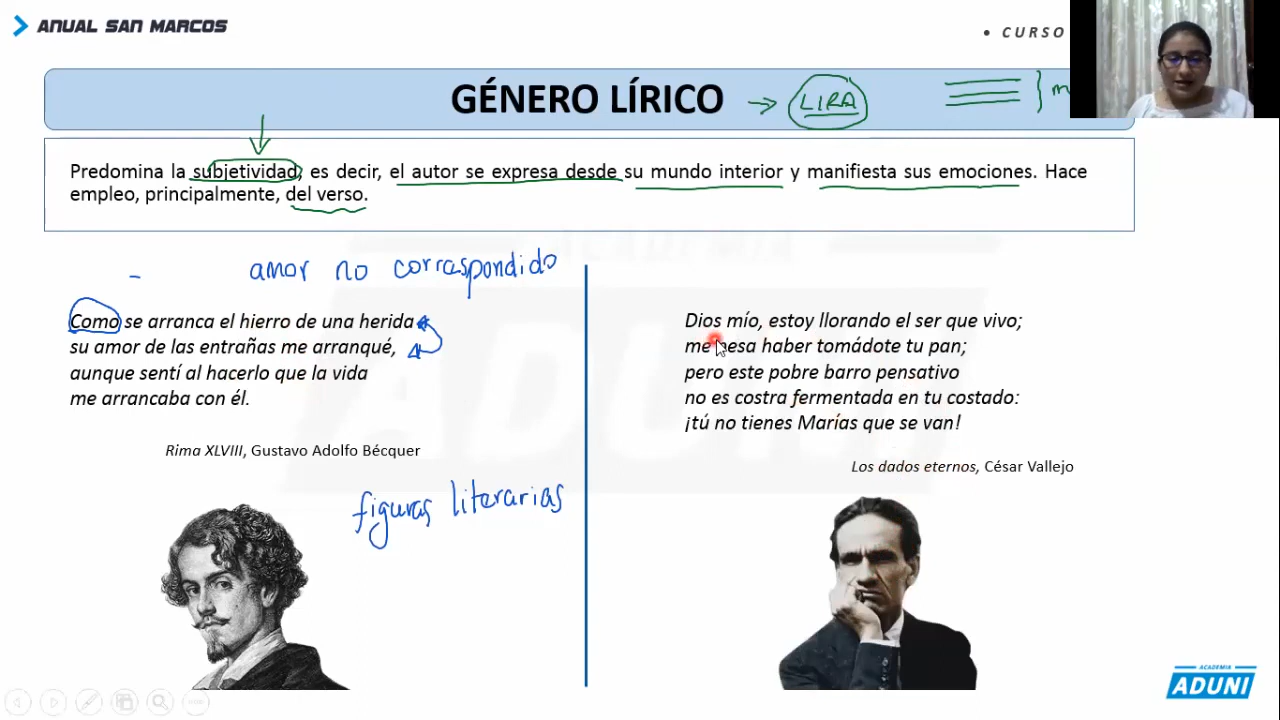 ANUAL SAN MARCOS
• CURSO
GÉNERO LÍRICO → LIRA
Predomina la subjetividad, es decir, el autor se expresa desde su mundo interior y manifiesta sus emociones. Hace
empleo, principalmente, del verso.
ACADEMIA
ADUNI
amor no correspondido
Como se arranca el hierro de una herida
su amor de las entrañas me arranqué,
aunque sentí al hacerlo que la vida
me arrancaba con él.
Rima XLVIII, Gustavo Adolfo Bécquer
figuras literarias
Dios mío, estoy llorando el ser que vivo;
me pesa haber tomádote tu pan;
pero este pobre barro pensativo
no es costra fermentada en tu costado:
¡tú no tienes Marías que se van!
Los dados eternos, César Vallejo
ACADEMIA
ADUNI